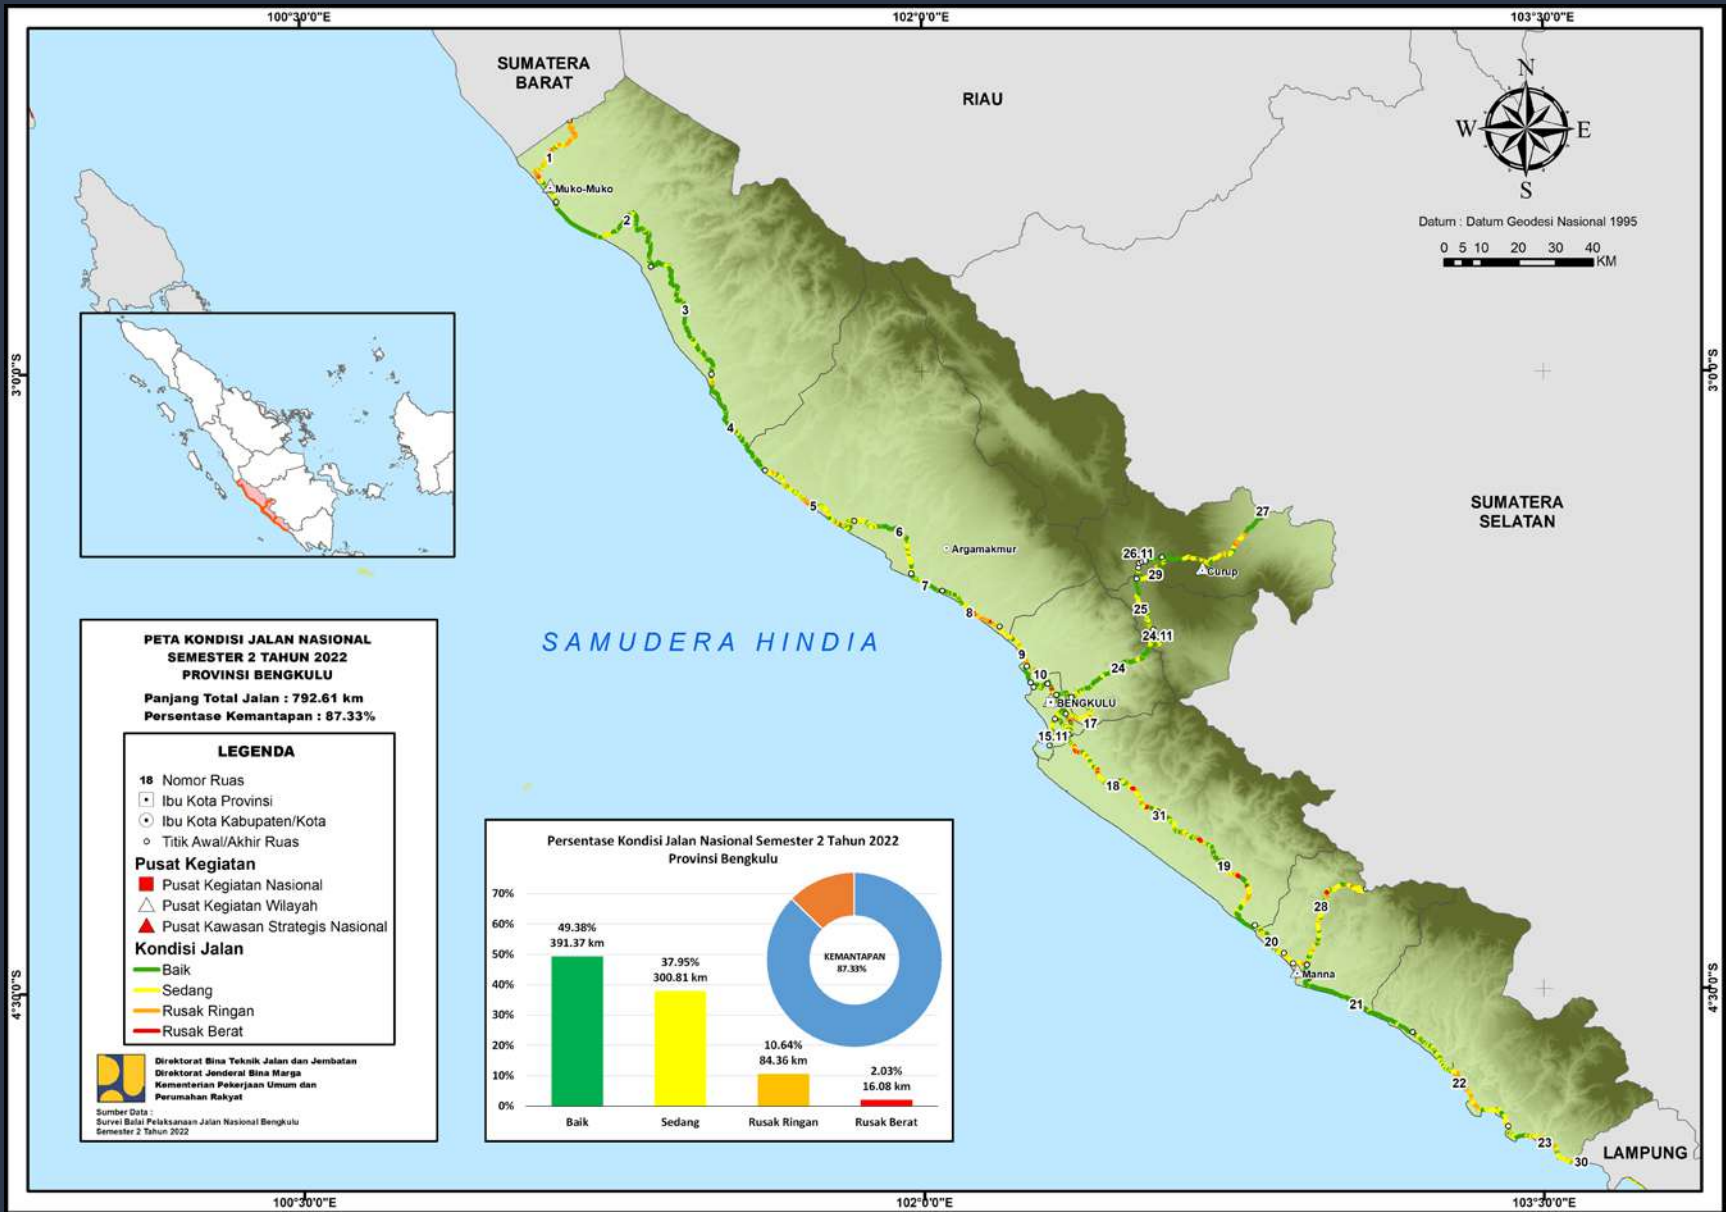 100°30'0"E
102°0'0"E
103°30'0"E
SUMATERA
BARAT
RIAU
N
W
E
S
Datum : Datum Geodesi Nasional 1995
0 5 10 20 30 40
KM
1
Muko-Muko
2
3
3°0'0"S
3°0'0"S
4
5
6
Argamakmur
7
8
9
10
BENGKULU
15.11
17
18
31
19
20
28
Manna
21
22
23
30
24
24.11
25
26.11
29
Curup
27
SUMATERA
SELATAN
LAMPUNG
SAMUDERA HINDIA
4°30'0"S
4°30'0"S
PETA KONDISI JALAN NASIONAL
SEMESTER 2 TAHUN 2022
PROVINSI BENGKULU
Panjang Total Jalan : 792.61 km
Persentase Kemantapan : 87.33%
LEGENDA
18 Nomor Ruas
Ibu Kota Provinsi
Ibu Kota Kabupaten/Kota
Titik Awal/Akhir Ruas
Pusat Kegiatan
Pusat Kegiatan Nasional
Pusat Kegiatan Wilayah
Pusat Kawasan Strategis Nasional
Kondisi Jalan
Baik
Sedang
Rusak Ringan
Rusak Berat
Direktorat Bina Teknik Jalan dan Jembatan
Direktorat Jenderal Bina Marga
Kementerian Pekerjaan Umum dan
Perumahan Rakyat
Sumber Data :
Survei Balai Pelaksanaan Jalan Nasional Bengkulu
Semester 2 Tahun 2022
Persentase Kondisi Jalan Nasional Semester 2 Tahun 2022
Provinsi Bengkulu
70%
60%
50%
40%
30%
20%
10%
0%
49.38%
391.37 km
37.95%
300.81 km
10.64%
84.36 km
2.03%
16.08 km
KEMANTAPAN
87.33%
Baik
Sedang
Rusak Ringan
Rusak Berat
100°30'0"E
102°0'0"E
103°30'0"E